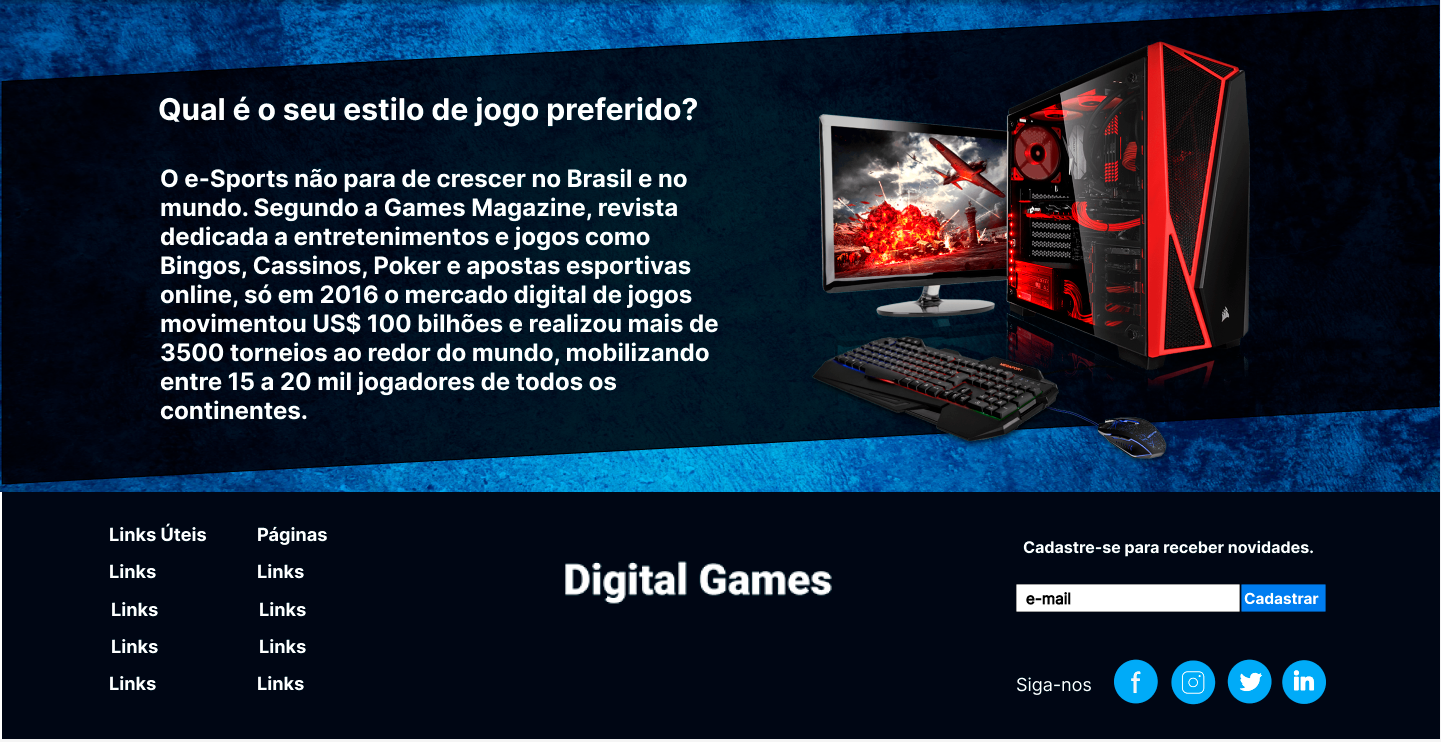 Qual é o seu estilo de jogo preferido?
O e-Sports não para de crescer no Brasil e no
mundo. Segundo a Games Magazine, revista
dedicada a entretenimentos e jogos como
Bingos, Cassinos, Poker e apostas esportivas
online, só em 2016 o mercado digital de jogos
movimentou US$ 100 bilhões e realizou mais de
3500 torneios ao redor do mundo, mobilizando
entre 15 a 20 mil jogadores de todos os
continentes.
Links Úteis
Links
Links
Links
Links
Páginas
Links
Links
Links
Links
Digital Games
Cadastre-se para receber novidades.
e-mail Cadastrar
Siga-nos